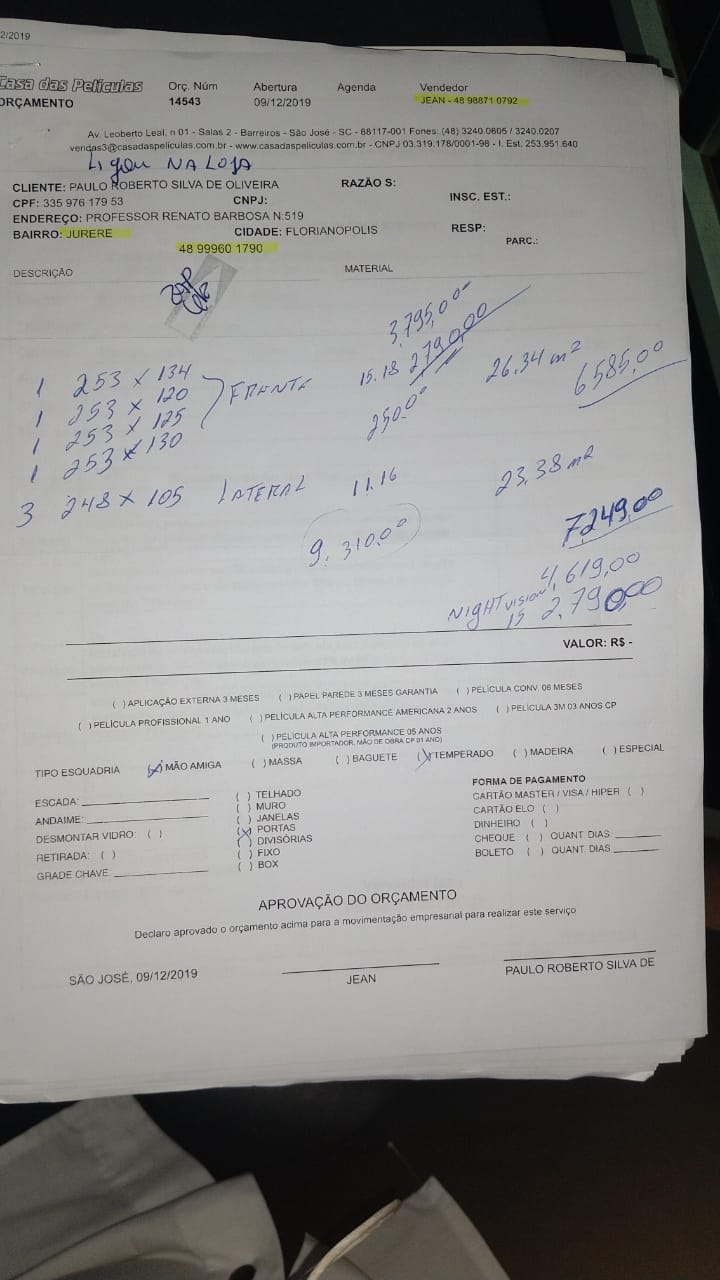 2/2019
Casa das Películas Orç. Núm Abertura Agenda Vendedor
ORÇAMENTO 14543 09/12/2019 JEAN - 48 98871 0792
Av. Leoberto Leal, n 01 - Salas 2 - Barreiros - São José - SC - 88117-001 Fones: (48) 3240.0605 / 3240.0207
vendas3@casadaspeliculas.com.br - www.casadaspeliculas.com.br - CNPJ 03.319.178/0001-98 - I. Est. 253.951.640
Ligou NA LOJA
CLIENTE: PAULO ROBERTO SILVA DE OLIVEIRA RAZÃO S:
CPF: 335 976 179 53 CNPJ: INSC. EST.:
ENDEREÇO: PROFESSOR RENATO BARBOSA N:519
BAIRRO: JURERE CIDADE: FLORIANOPOLIS RESP:
48 99960 1790 PARC.:
DESCRIÇÃO MATERIAL
ZAP
3.795,00
1 253 x 134 15.18 2790,00 26.34 m² 6585,00
1 253 x 120 FRENTE
1 253 x 125 250.00
1 253 x 130
3 248 x 105 LATERAL 11.16 23,38 m²
9.310,00 7.249,00
4,619,00
NIGHT VISION 15 2.790,00
VALOR: R$ -
( ) APLICAÇÃO EXTERNA 3 MESES ( ) PAPEL PAREDE 3 MESES GARANTIA ( ) PELÍCULA CONV. 06 MESES
( ) PELÍCULA PROFISSIONAL 1 ANO ( ) PELÍCULA ALTA PERFORMANCE AMERICANA 2 ANOS ( ) PELÍCULA 3M 03 ANOS CP
( ) PELÍCULA ALTA PERFORMANCE 05 ANOS
(PRODUTO IMPORTADOR, MÃO DE OBRA CP 01 ANO)
TIPO ESQUADRIA (x) MÃO AMIGA ( ) MASSA ( ) BAGUETE (x) TEMPERADO ( ) MADEIRA ( ) ESPECIAL
ESCADA: ( ) TELHADO FORMA DE PAGAMENTO
ANDAIME: ( ) MURO CARTÃO MASTER / VISA / HIPER ( )
DESMONTAR VIDRO: ( ) ( ) JANELAS CARTÃO ELO ( )
RETIRADA: ( ) (x) PORTAS DINHEIRO ( )
GRADE CHAVE ( ) DIVISÓRIAS CHEQUE ( ) QUANT. DIAS
( ) FIXO BOLETO ( ) QUANT. DIAS
( ) BOX
APROVAÇÃO DO ORÇAMENTO
Declaro aprovado o orçamento acima para a movimentação empresarial para realizar este serviço
SÃO JOSÉ, 09/12/2019 JEAN PAULO ROBERTO SILVA DE